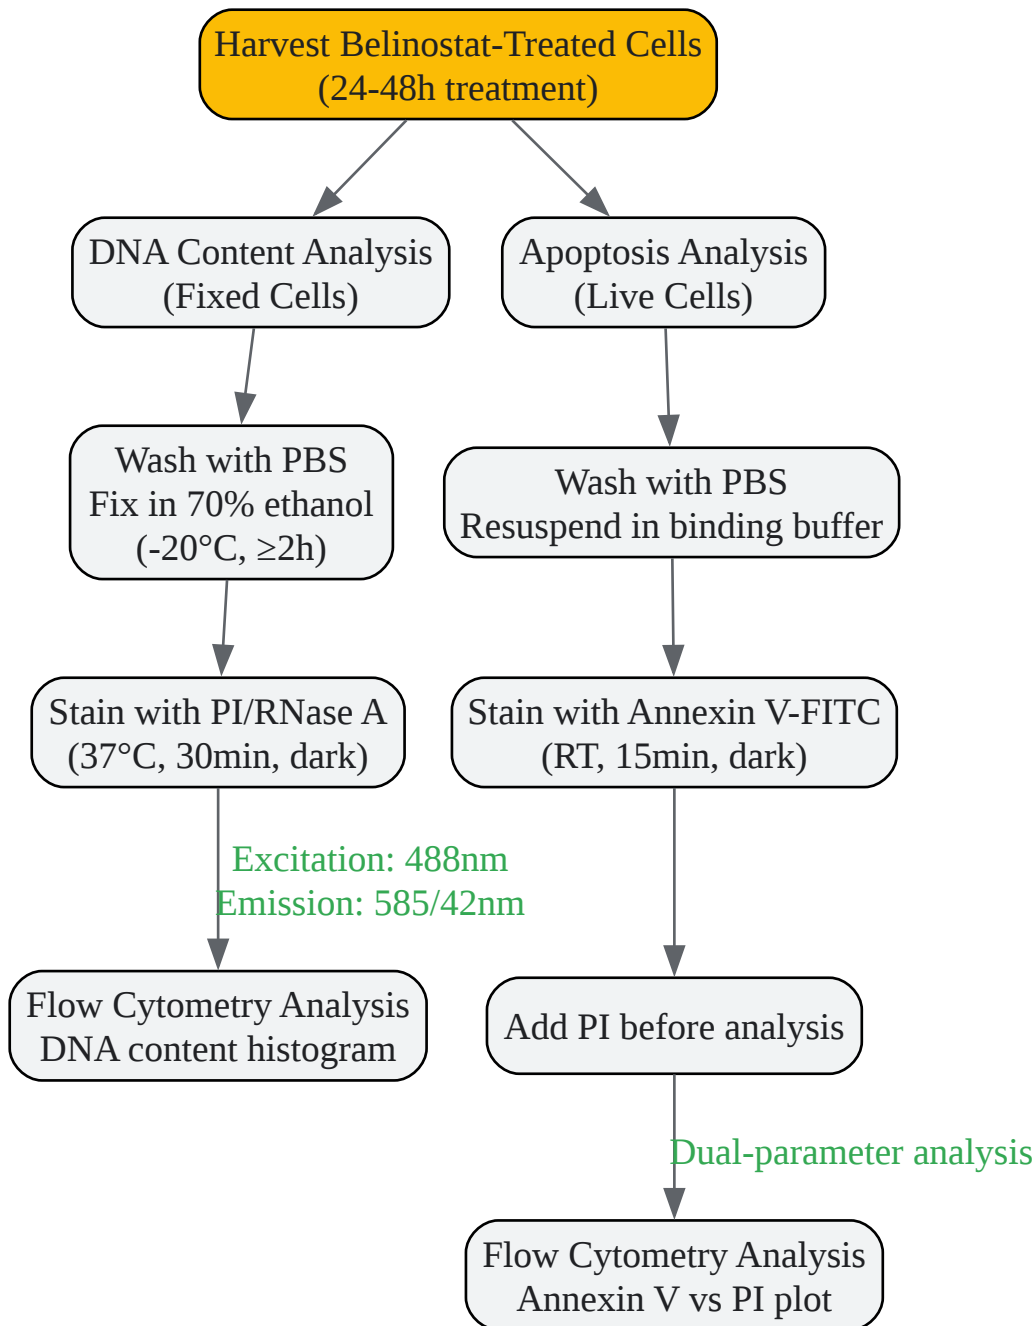 Harvest Belinostat-Treated Cells
(24-48h treatment)
DNA Content Analysis
(Fixed Cells)
Apoptosis Analysis
(Live Cells)
Wash with PBS
Fix in 70% ethanol
(-20°C, ≥2h)
Wash with PBS
Resuspend in binding buffer
Stain with PI/RNase A
(37°C, 30min, dark)
Stain with Annexin V-FITC
(RT, 15min, dark)
Excitation: 488nm
Emission: 585/42nm
Flow Cytometry Analysis
DNA content histogram
Add PI before analysis
Dual-parameter analysis
Flow Cytometry Analysis
Annexin V vs PI plot